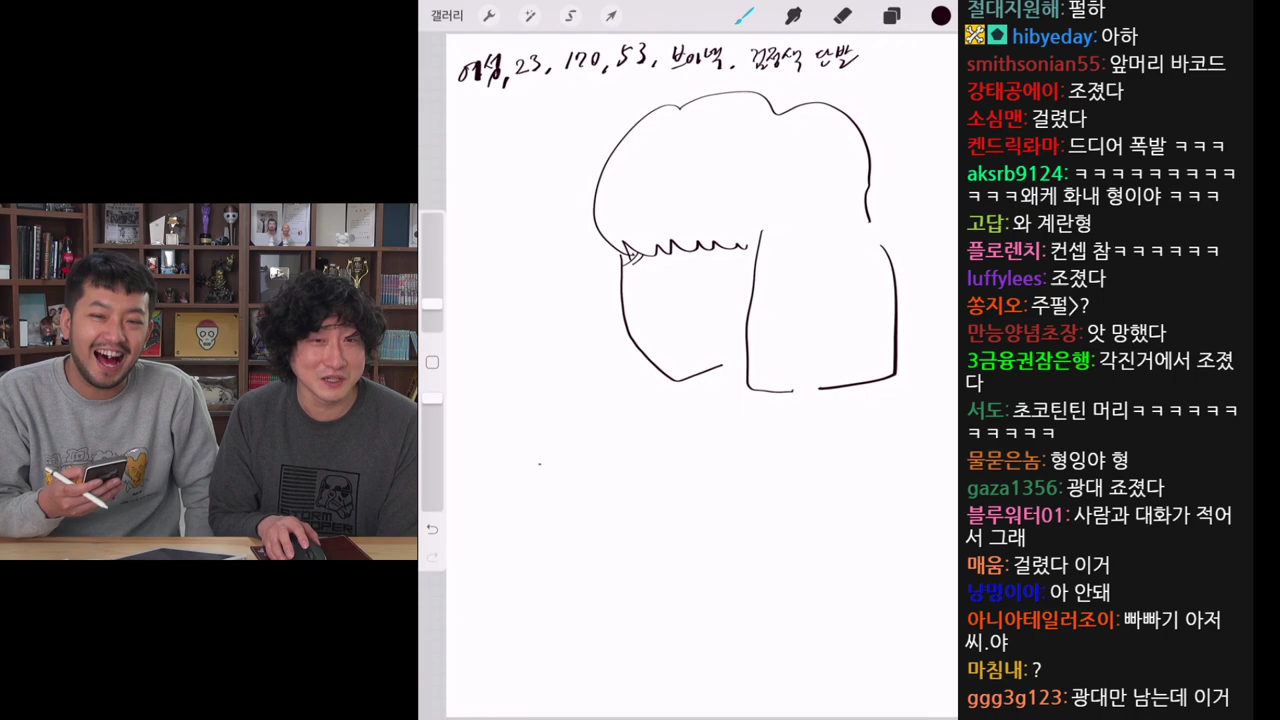 갤러리
여성, 23, 170, 53, 브이넥. 검정색 단발
STORM
TROOPER
절대지원해: 펄하
hibyeday: 아하
smithsonian55: 앞머리 바코드
강태공에이: 조졌다
소심맨: 걸렸다
켄드릭롸마: 드디어 폭발 ㅋㅋㅋ
aksrb9124: ㅋㅋㅋㅋㅋㅋㅋㅋㅋ
ㅋㅋㅋ왜케 화내 형이야 ㅋㅋㅋ
고답: 와 계란형
플로렌치: 컨셉 참ㅋㅋㅋㅋㅋㅋ
luffylees: 조졌다
쏭지오: 주펄>?
만능양념초장: 앗 망했다
3금융권잠은행: 각진거에서 조졌
다
서도: 초코틴틴 머리ㅋㅋㅋㅋㅋㅋ
ㅋㅋㅋㅋㅋ
물묻은놈: 형잉야 형
gaza1356: 광대 죠졌다
블루워터01: 사람과 대화가 적어
서 그래
매움: 걸렸다 이거
냥멍이야: 아 안돼
아니아테일러조이: 빠빠기 아저
씨.야
마침내: ?
ggg3g123: 광대만 남는데 이거